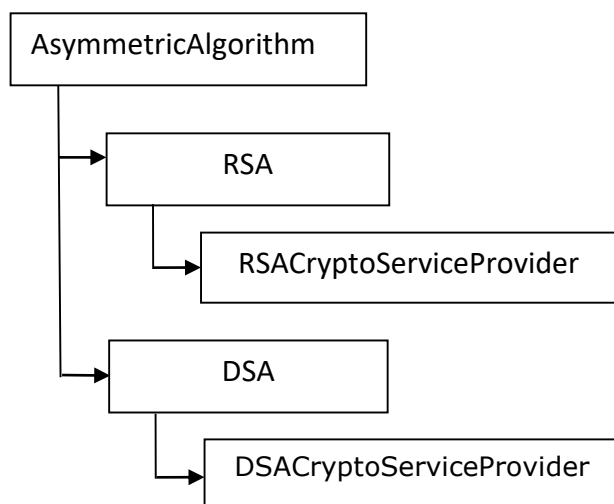 AsymmetricAlgorithm
RSA
RSACryptoServiceProvider
DSA
DSACryptoServiceProvider